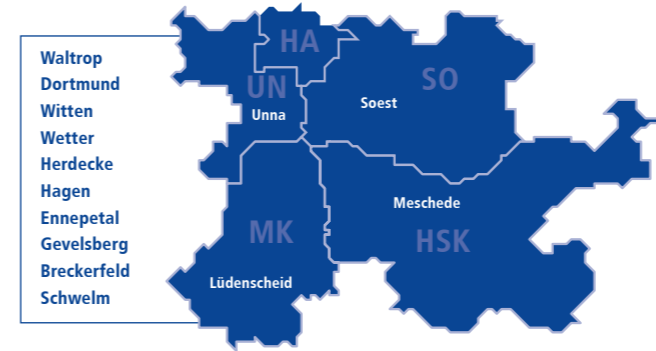 Waltrop
Dortmund
Witten
Wetter
Herdecke
Hagen
Ennepetal
Gevelsberg
Breckerfeld
Schwelm
HA
UN
Unna
SO
Soest
Meschede
HSK
MK
Lüdenscheid